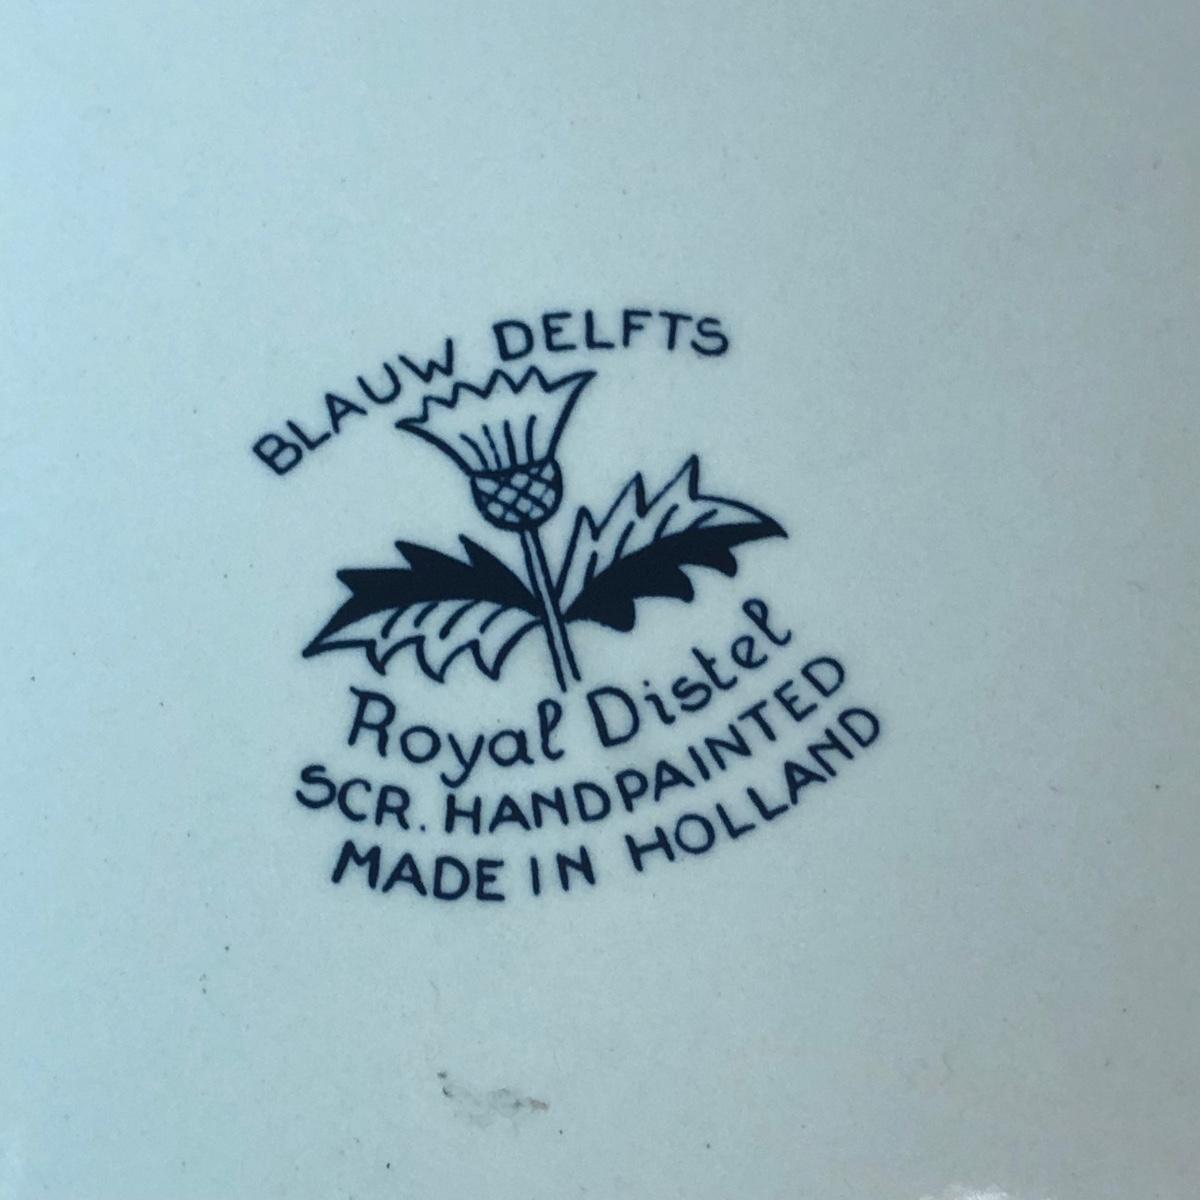 BLAUW DELFTS
Royal Distel
SCR. HANDPAINTED
MADE IN HOLLAND